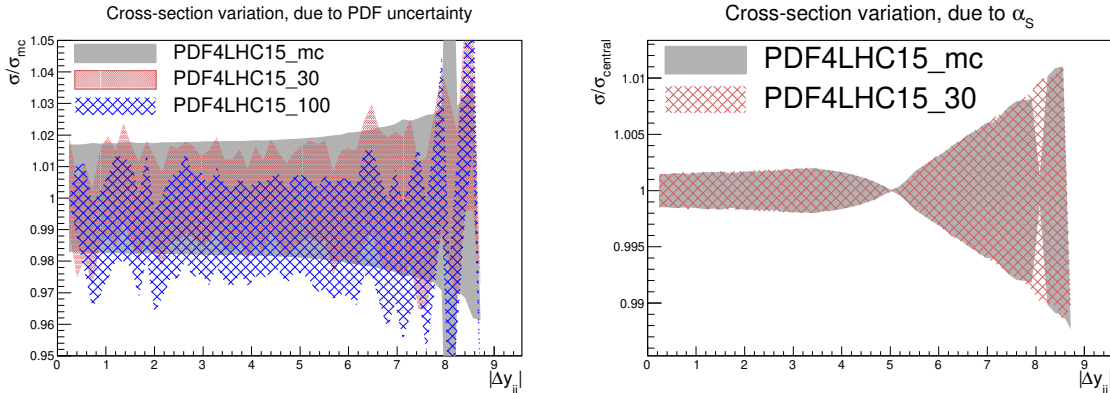 Cross-section variation, due to PDF uncertainty
σ/σmc
1.05
1.04
1.03
1.02
1.01
1
0.99
0.98
0.97
0.96
0.95
PDF4LHC15_mc
PDF4LHC15_30
PDF4LHC15_100
0 1 2 3 4 5 6 7 8 9
|Δyjj|
Cross-section variation, due to αS
σ/σcentral
1.01
1.005
1
0.995
0.99
PDF4LHC15_mc
PDF4LHC15_30
0 1 2 3 4 5 6 7 8 9
|Δyjj|